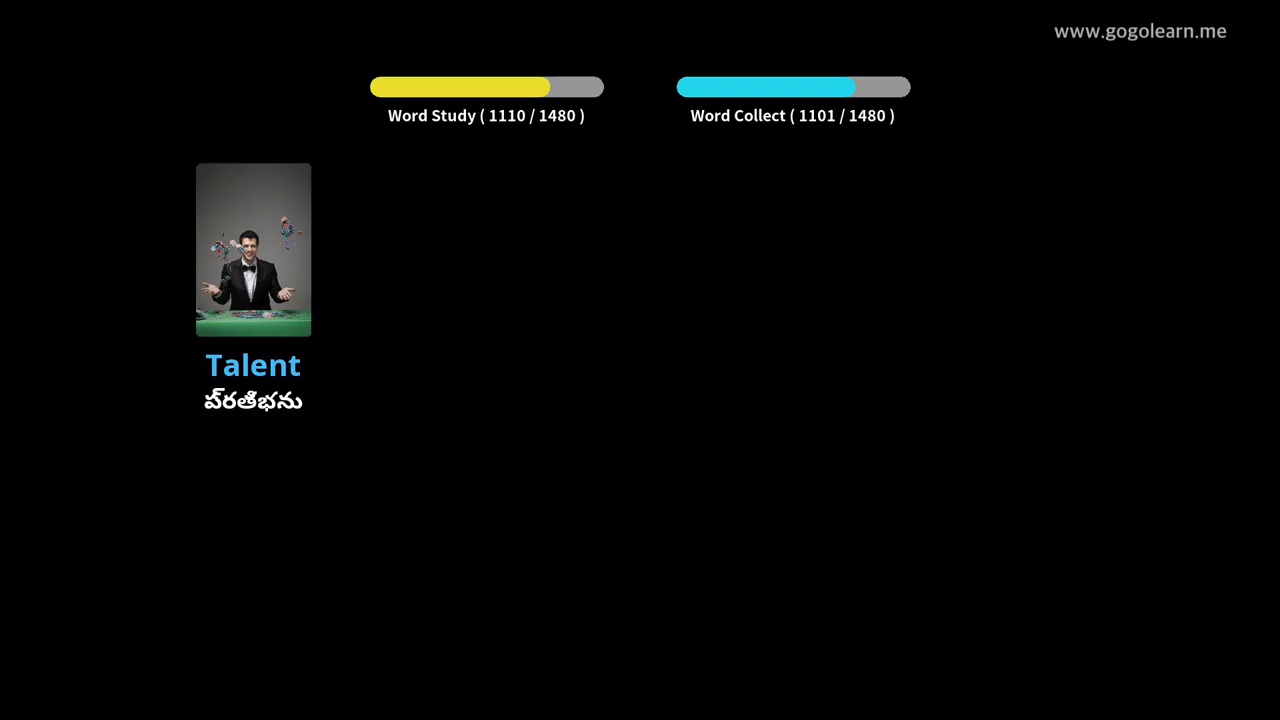 www.gogolearn.me
Word Study ( 1110 / 1480 )
Word Collect ( 1101 / 1480 )
Talent
ప్రతిభను